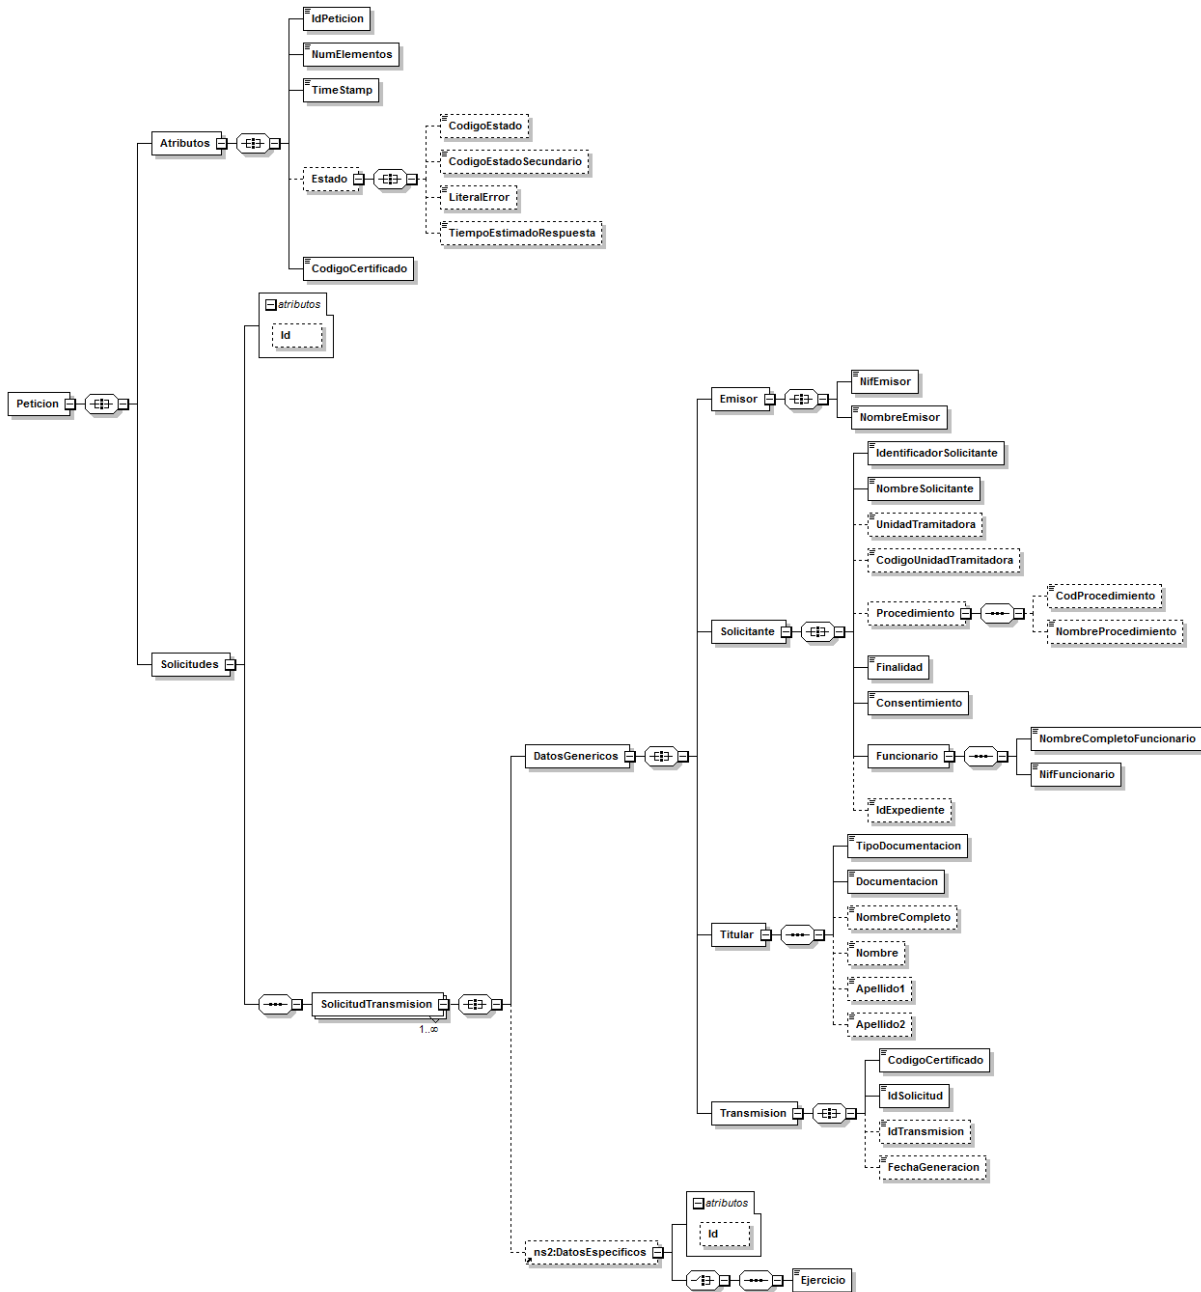 IdPeticion
NumElementos
TimeStamp
Atributos
CodigoEstado
CodigoEstadoSecundario
Estado
LiteralError
TiempoEstimadoRespuesta
CodigoCertificado
atributos
Id
Peticion
Emisor
NifEmisor
NombreEmisor
IdentificadorSolicitante
NombreSolicitante
UnidadTramitadora
CodigoUnidadTramitadora
Procedimiento
CodProcedimiento
NombreProcedimiento
Solicitante
Solicitudes
Finalidad
Consentimiento
DatosGenericos
Funcionario
NombreCompletoFuncionario
NifFuncionario
IdExpediente
TipoDocumentacion
Documentacion
NombreCompleto
Titular
Nombre
Apellido1
Apellido2
SolicitudTransmision
1..∞
CodigoCertificado
IdSolicitud
Transmision
IdTransmision
FechaGeneracion
atributos
Id
ns2:DatosEspecificos
Ejercicio